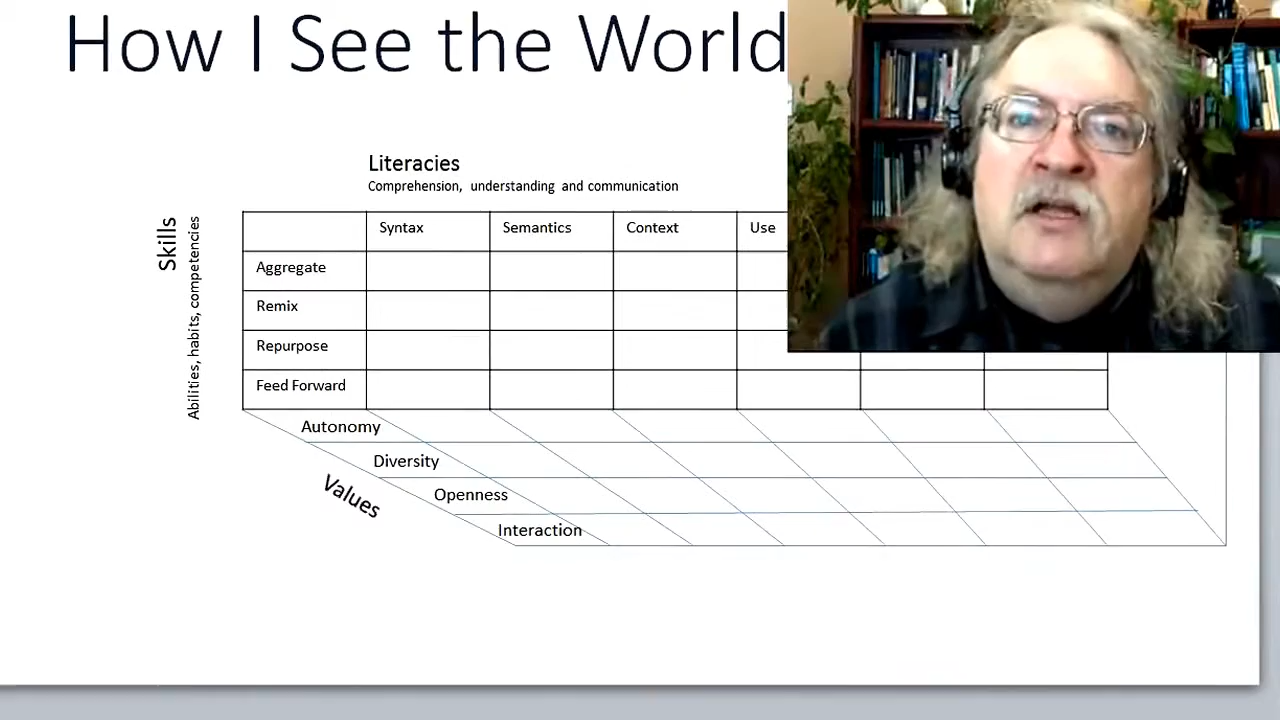 How I See the World
Literacies
Comprehension, understanding and communication
Skills
Abilities, habits, competencies
Syntax Semantics Context Use
Aggregate
Remix
Repurpose
Feed Forward
Autonomy
Diversity
Openness
Interaction
Values